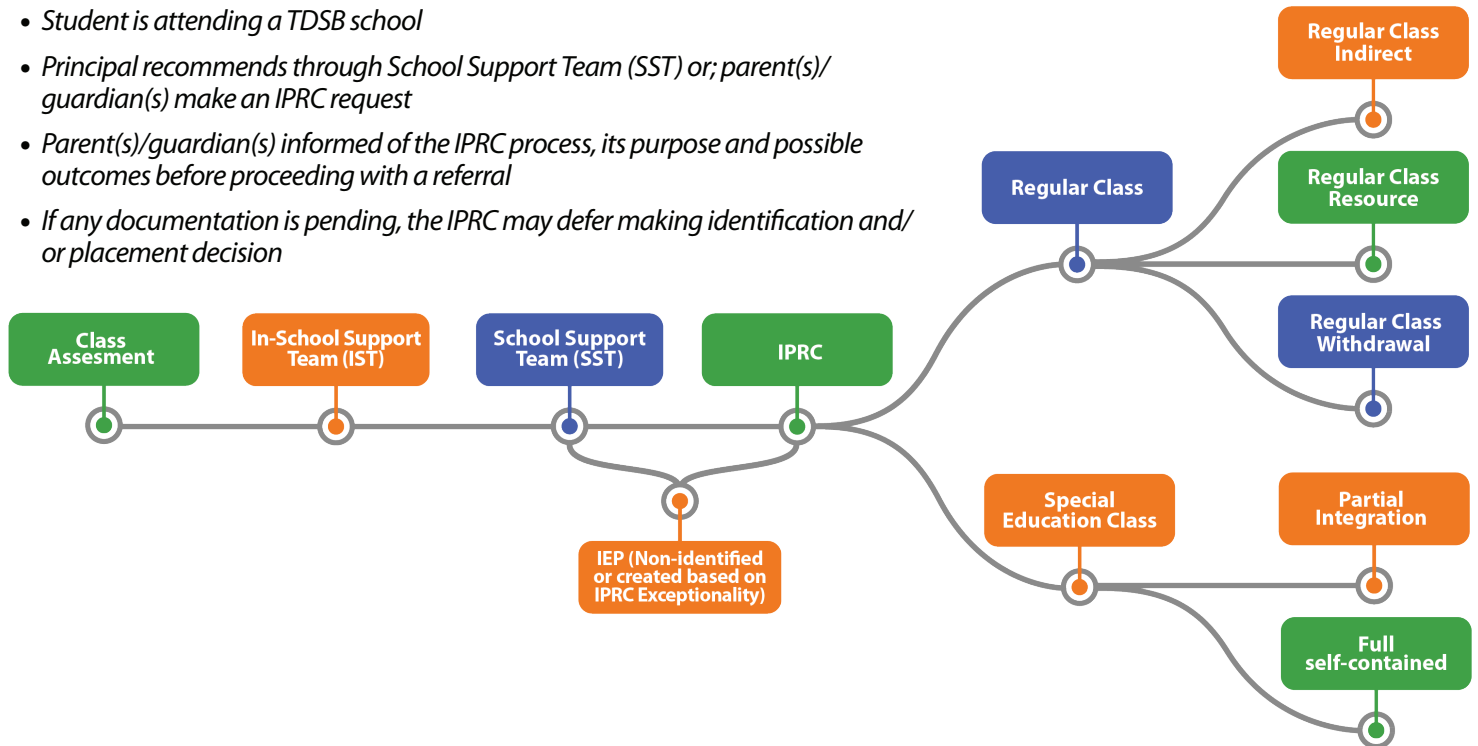 • Student is attending a TDSB school
• Principal recommends through School Support Team (SST) or; parent(s)/
guardian(s) make an IPRC request
• Parent(s)/guardian(s) informed of the IPRC process, its purpose and possible
outcomes before proceeding with a referral
• If any documentation is pending, the IPRC may defer making identification and/
or placement decision
Class
Assesment
In-School Support
Team (IST)
School Support
Team (SST)
IPRC
IEP (Non-identified
or created based on
IPRC Exceptionality)
Regular Class
Regular Class
Indirect
Regular Class
Resource
Regular Class
Withdrawal
Special
Education Class
Partial
Integration
Full
self-contained